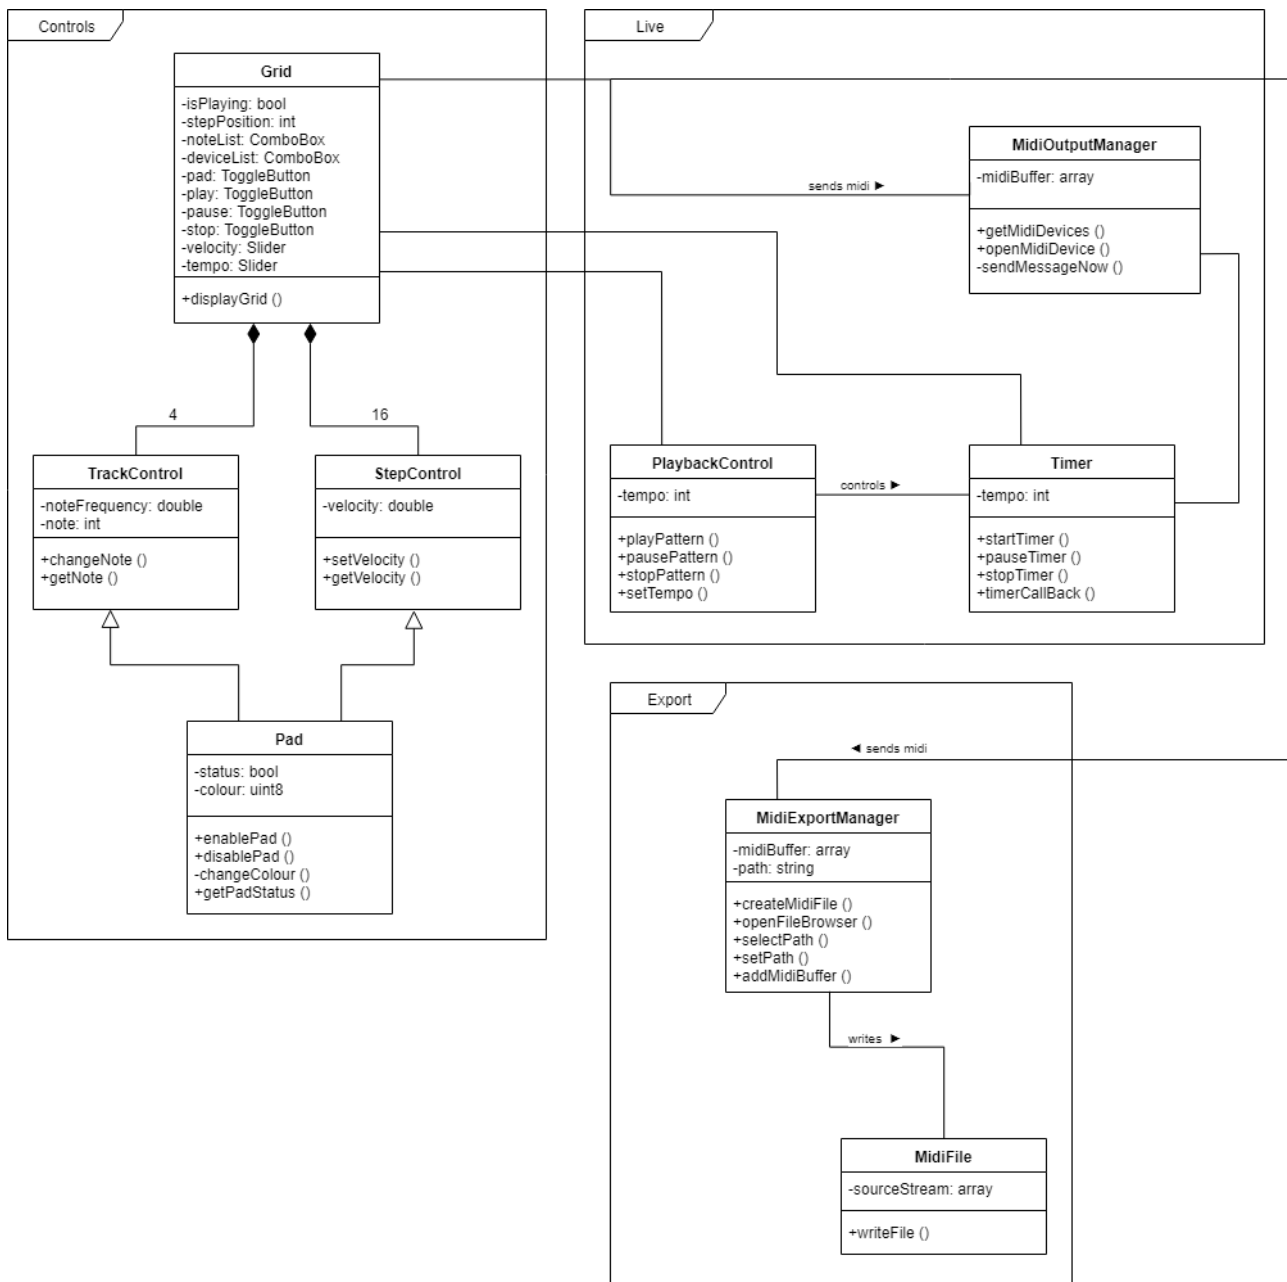 Controls
Grid
-isPlaying: bool
-stepPosition: int
-noteList: ComboBox
-deviceList: ComboBox
-pad: ToggleButton
-play: ToggleButton
-pause: ToggleButton
-stop: ToggleButton
-velocity: Slider
-tempo: Slider
+displayGrid ()
4
16
TrackControl
-noteFrequency: double
-note: int
+changeNote ()
+getNote ()
StepControl
-velocity: double
+setVelocity ()
+getVelocity ()
Pad
-status: bool
-colour: uint8
+enablePad ()
+disablePad ()
-changeColour ()
+getPadStatus ()
Live
sends midi ►
MidiOutputManager
-midiBuffer: array
+getMidiDevices ()
+openMidiDevice ()
-sendMessageNow ()
PlaybackControl
-tempo: int
+playPattern ()
+pausePattern ()
+stopPattern ()
+setTempo ()
controls ►
Timer
-tempo: int
+startTimer ()
+pauseTimer ()
+stopTimer ()
+timerCallBack ()
Export
◄ sends midi
MidiExportManager
-midiBuffer: array
-path: string
+createMidiFile ()
+openFileBrowser ()
+selectPath ()
+setPath ()
+addMidiBuffer ()
writes ►
MidiFile
-sourceStream: array
+writeFile ()